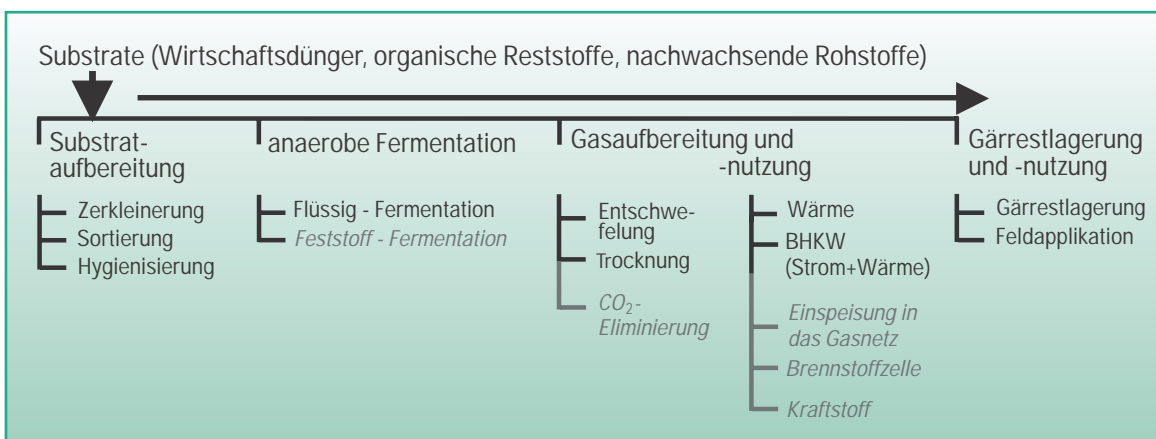 Substrate (Wirtschaftsdünger, organische Reststoffe, nachwachsende Rohstoffe)
Substrat-
aufbereitung
Zerkleinerung
Sortierung
Hygienisierung
anaerobe Fermentation
Flüssig - Fermentation
Feststoff - Fermentation
Gasaufbereitung und
-nutzung
Entschwe-
felung
Trocknung
CO₂-
Eliminierung
Wärme
BHKW
(Strom+Wärme)
Einspeisung in
das Gasnetz
Brennstoffzelle
Kraftstoff
Gärrestlagerung
und -nutzung
Gärrestlagerung
Feldapplikation